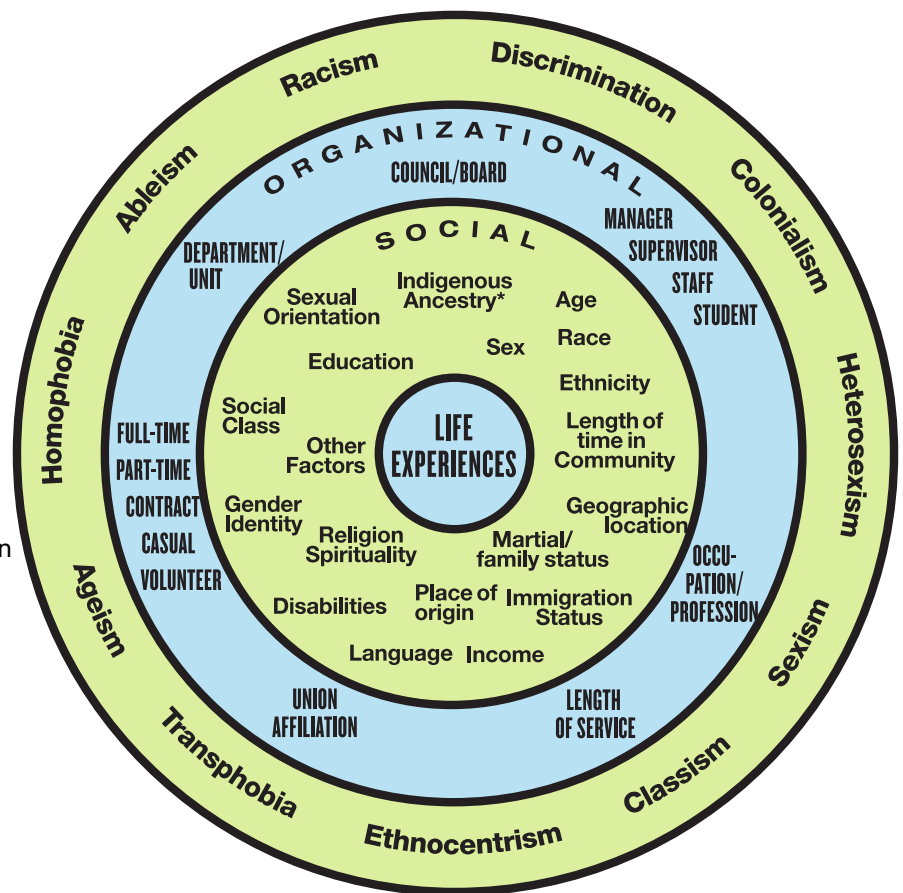 Discrimination
Racism
Colonialism
Ableism
Heterosexism
Homophobia
Sexism
Ageism
Classism
Transphobia
Ethnocentrism
ORGANIZATIONAL
COUNCIL/BOARD
MANAGER
SUPERVISOR
STAFF
STUDENT
DEPARTMENT/
UNIT
FULL-TIME
PART-TIME
CONTRACT
CASUAL
VOLUNTEER
OCCU-
PATION/
PROFESSION
UNION
AFFILIATION
LENGTH
OF SERVICE
SOCIAL
Indigenous
Ancestry*
Sexual
Orientation
Age
Race
Sex
Education
Ethnicity
Social
Class
Length of
time in
Community
Other
Factors
Gender
Identity
Geographic
location
Religion
Spirituality
Martial/
family status
Disabilities
Place of
origin
Immigration
Status
Language
Income
LIFE
EXPERIENCES
n